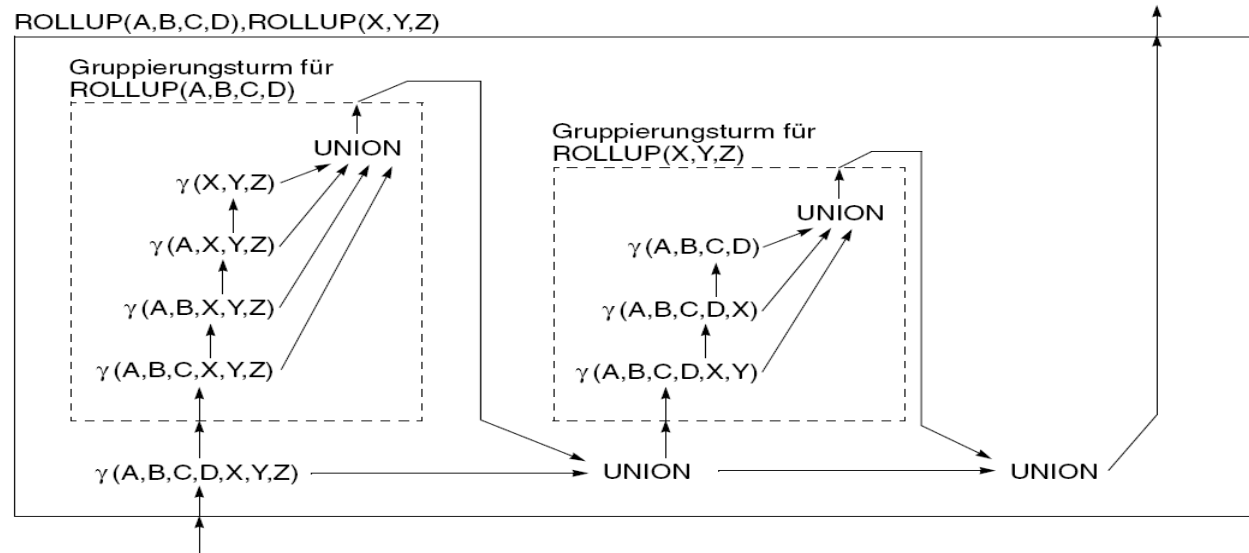 ROLLUP(A,B,C,D),ROLLUP(X,Y,Z)
Gruppierungsturm für
ROLLUP(A,B,C,D)
UNION
γ(X,Y,Z)
γ(A,X,Y,Z)
γ(A,B,X,Y,Z)
γ(A,B,C,X,Y,Z)
γ(A,B,C,D,X,Y,Z)
Gruppierungsturm für
ROLLUP(X,Y,Z)
UNION
γ(A,B,C,D)
γ(A,B,C,D,X)
γ(A,B,C,D,X,Y)
UNION
UNION